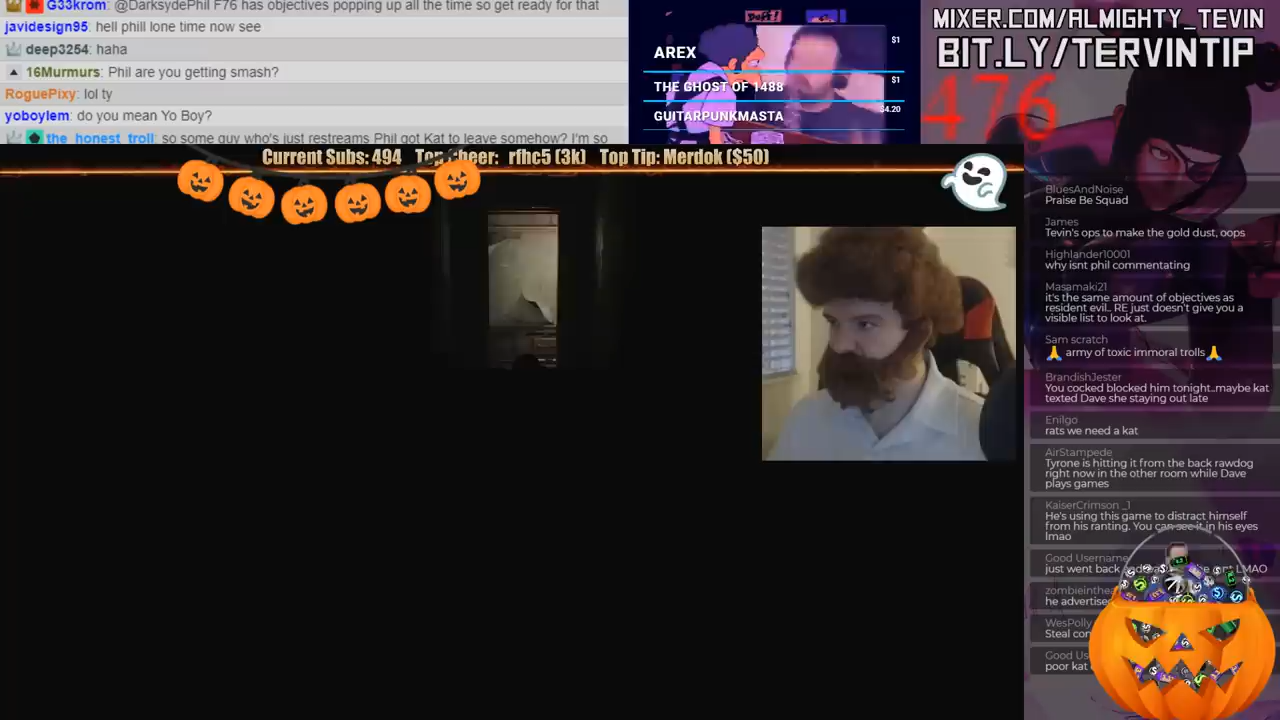 G33krom: @DarksydePhil F76 has objectives popping up all the time so get ready for that
javidesign95: hell phill lone time now see
deep3254: haha
16Murmurs: Phil are you getting smash?
RoguePixy: lol ty
yoboylem: do you mean Yo Boy?
the_honest_troll: so some guy who's just restreams Phil got Kat to leave somehow? I'm so
AREX $1
THE GHOST OF 1488 $1
GUITARPUNKMASTA $4.20
MIXER.COM/ALMIGHTY_TEVIN
BIT.LY/TERVINTIP
476
Current Subs: 494 Top Cheer: rfhc5 (3k) Top Tip: Merdok ($50)
BluesAndNoise
Praise Be Squad
James
Tevin's ops to make the gold dust, oops
Highlander10001
why isnt phil commentating
Masamaki21
it's the same amount of objectives as
resident evil.. RE just doesn't give you a
visible list to look at.
Sam scratch
🙏 army of toxic immoral trolls 🙏
BrandishJester
You cocked blocked him tonight..maybe kat
texted Dave she staying out late
Enilgo
rats we need a kat
AirStampede
Tyrone is hitting it from the back rawdog
right now in the other room while Dave
plays games
KaiserCrimson _1
He's using this game to distract himself
from his ranting. You can see it in his eyes
lmao
Good Username
just went back LMAO
he advertise
WesPolly
Steal
Good
poor kat